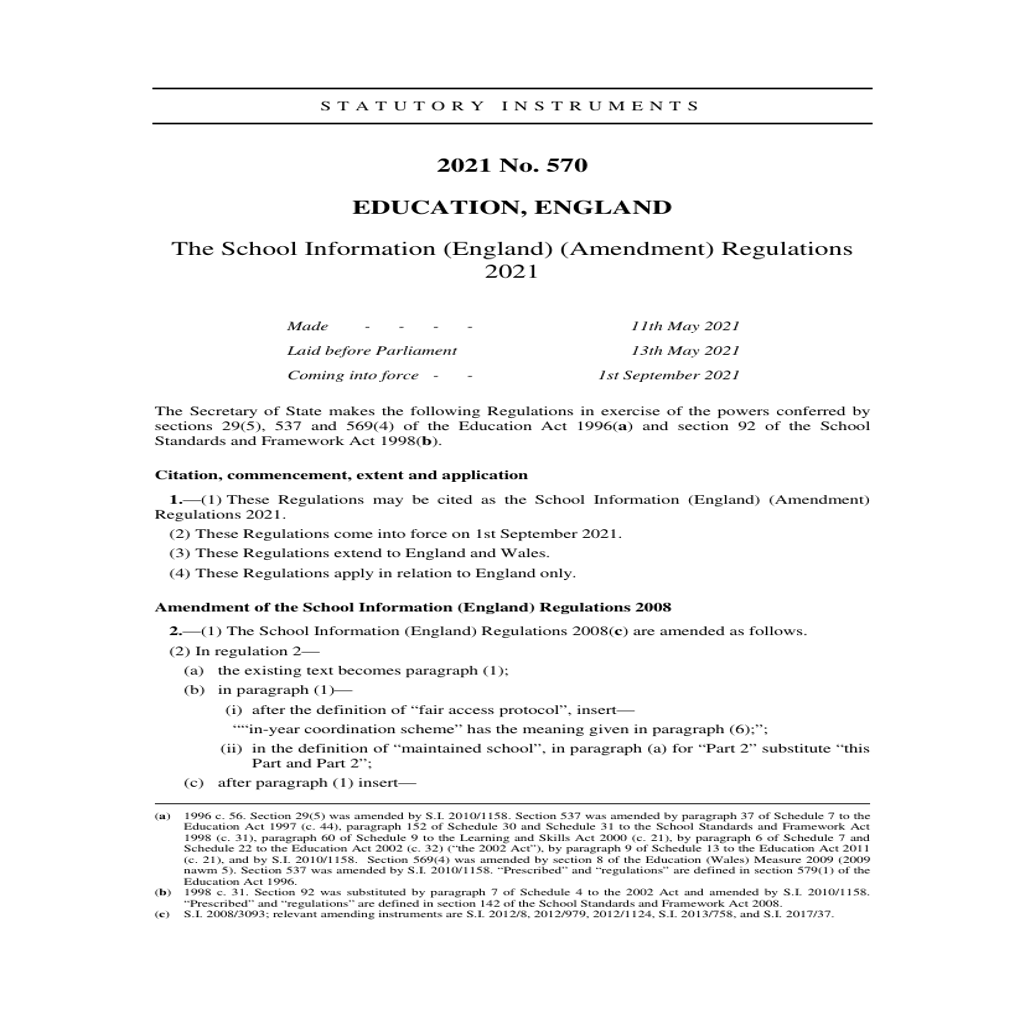 STATUTORY INSTRUMENTS
2021 No. 570
EDUCATION, ENGLAND
The School Information (England) (Amendment) Regulations
2021
Made - - - - 11th May 2021
Laid before Parliament 13th May 2021
Coming into force - - 1st September 2021
The Secretary of State makes the following Regulations in exercise of the powers conferred by
sections 29(5), 537 and 569(4) of the Education Act 1996(a) and section 92 of the School
Standards and Framework Act 1998(b).
Citation, commencement, extent and application
1.—(1) These Regulations may be cited as the School Information (England) (Amendment)
Regulations 2021.
(2) These Regulations come into force on 1st September 2021.
(3) These Regulations extend to England and Wales.
(4) These Regulations apply in relation to England only.
Amendment of the School Information (England) Regulations 2008
2.—(1) The School Information (England) Regulations 2008(c) are amended as follows.
(2) In regulation 2—
(a) the existing text becomes paragraph (1);
(b) in paragraph (1)—
(i) after the definition of “fair access protocol”, insert—
““in-year coordination scheme” has the meaning given in paragraph (6);”;
(ii) in the definition of “maintained school”, in paragraph (a) for “Part 2” substitute “this
Part and Part 2”;
(c) after paragraph (1) insert—
(a) 1996 c. 56. Section 29(5) was amended by S.I. 2010/1158. Section 537 was amended by paragraph 37 of Schedule 7 to the
Education Act 1997 (c. 44), paragraph 152 of Schedule 30 and Schedule 31 to the School Standards and Framework Act
1998 (c. 31), paragraph 60 of Schedule 9 to the Learning and Skills Act 2000 (c. 21), by paragraph 6 of Schedule 7 and
Schedule 22 to the Education Act 2002 (c. 32) (“the 2002 Act”), by paragraph 9 of Schedule 13 to the Education Act 2011
(c. 21), and by S.I. 2010/1158. Section 569(4) was amended by section 8 of the Education (Wales) Measure 2009 (2009
nawm 5). Section 537 was amended by S.I. 2010/1158. “Prescribed” and “regulations” are defined in section 579(1) of the
Education Act 1996.
(b) 1998 c. 31. Section 92 was substituted by paragraph 7 of Schedule 4 to the 2002 Act and amended by S.I. 2010/1158.
“Prescribed” and “regulations” are defined in section 142 of the School Standards and Framework Act 2008.
(c) S.I. 2008/3093; relevant amending instruments are S.I. 2012/8, 2012/979, 2012/1124, S.I. 2013/758, and S.I. 2017/37.